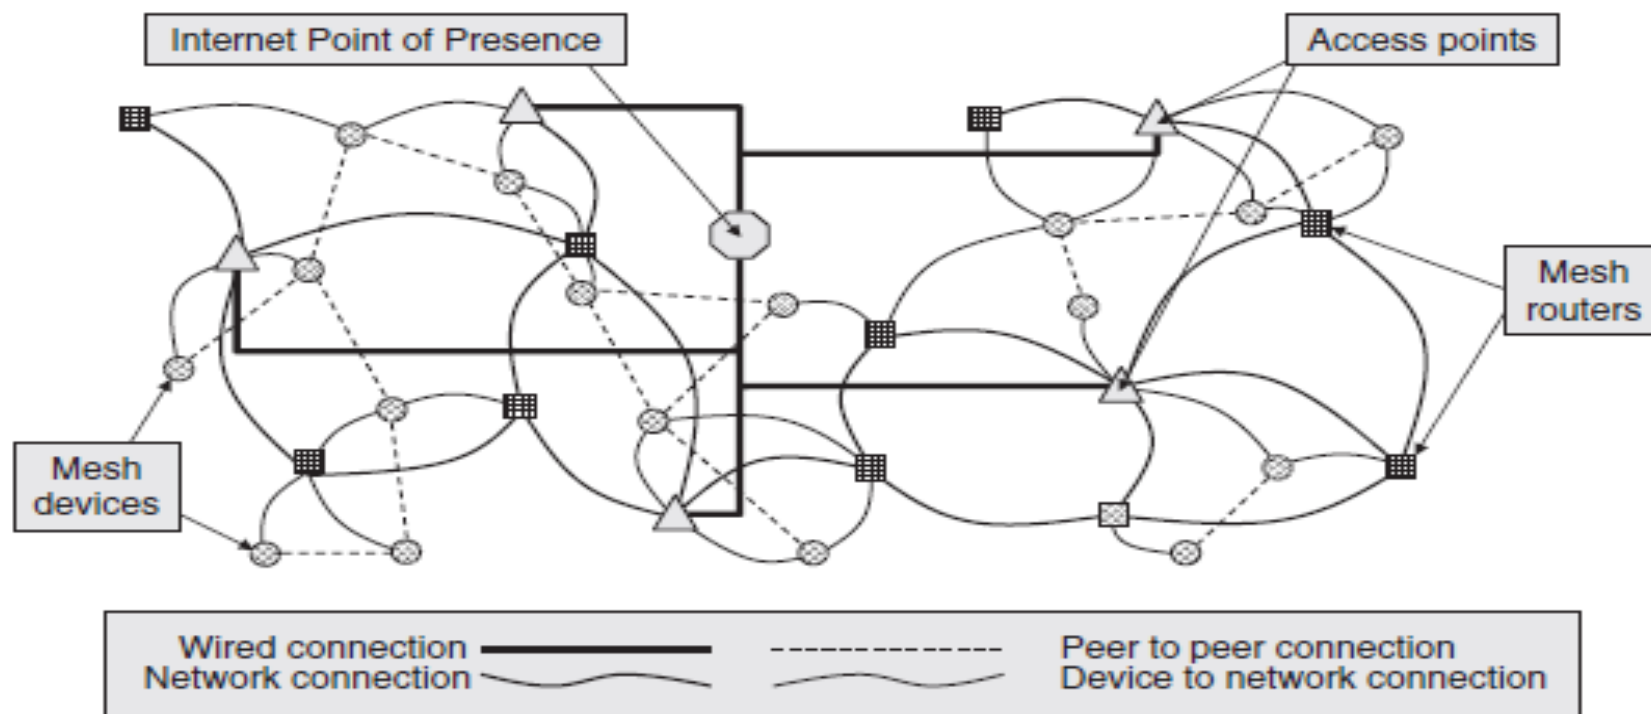 Internet Point of Presence
Access points
Mesh
routers
Mesh
devices
Wired connection
Peer to peer connection
Network connection
Device to network connection